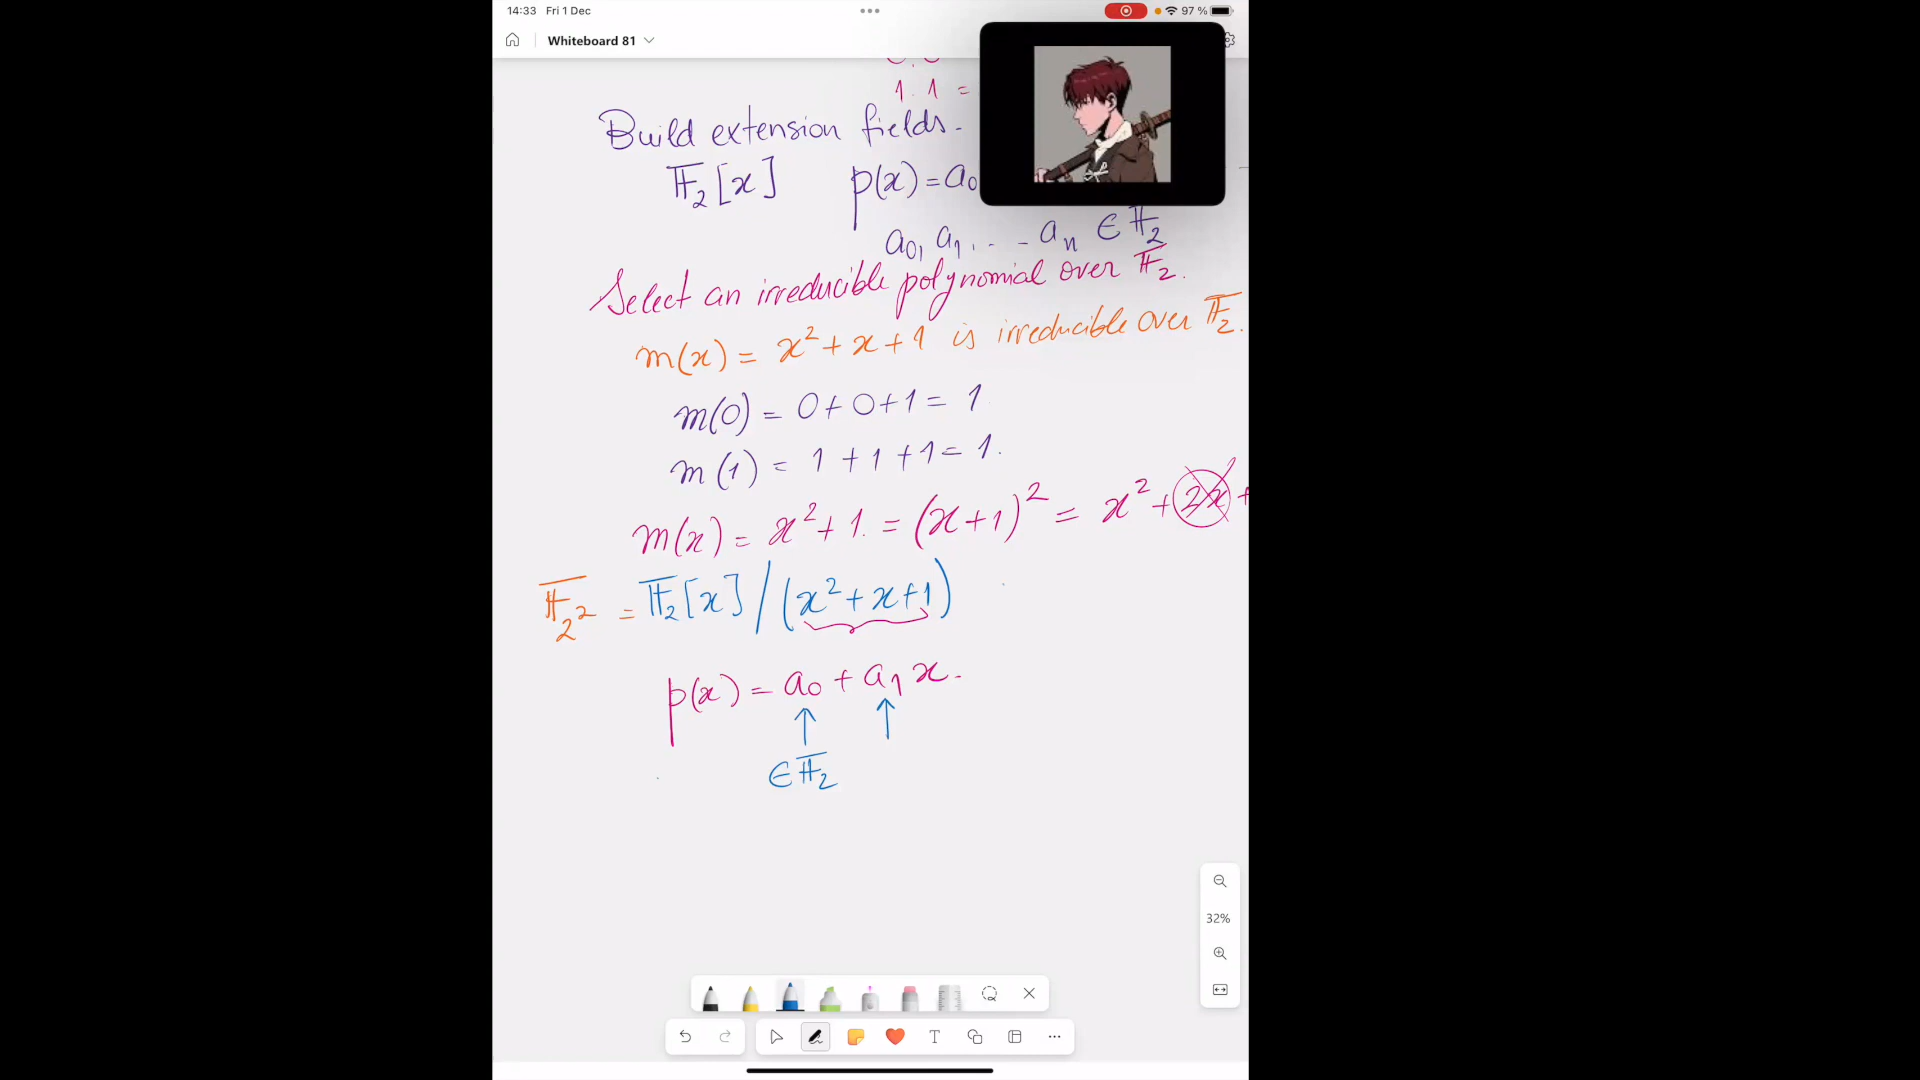 14:33 Fri 1 Dec
97 %
Whiteboard 81
1 . 1 =
Build extension fields.
𝔽₂[x] p(x) = a₀
a₀, a₁, . . - aₙ ∈ 𝔽₂
Select an irreducible polynomial over 𝔽₂.
m(x) = x² + x + 1 is irreducible over 𝔽₂.
m(0) = 0 + 0 + 1 = 1
m(1) = 1 + 1 + 1 = 1.
m(x) = x² + 1. = (x+1)² = x² + 2x +
𝔽₂² = 𝔽₂[x] / (x² + x + 1)
p(x) = a₀ + a₁ x.
↑ ↑
∈ 𝔽₂
32%
T